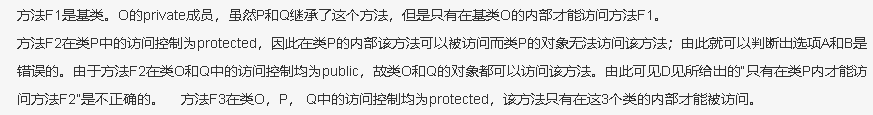 方法F1是基类。O的private成员，虽然P和Q继承了这个方法，但是只有在基类O的内部才能访问方法F1。
方法F2在类P中的访问控制为protected，因此在类P的内部该方法可以被访问而类P的对象无法访问该方法；由此就可以判断出选项A和B是
错误的。由于方法F2在类O和Q中的访问控制均为public，故类O和Q的对象都可以访问该方法。由此可见D见所给出的"只有在类P内才能访
问方法F2"是不正确的。 方法F3在类O，P， Q中的访问控制均为protected，该方法只有在这3个类的内部才能被访问。